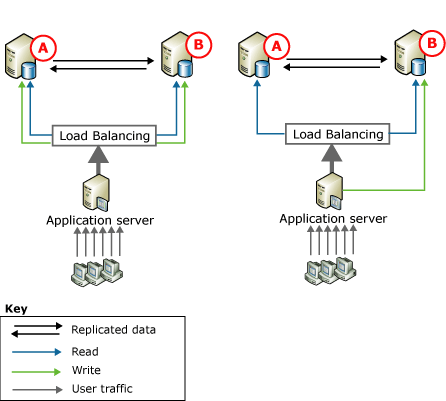 A
B
A
B
Load Balancing
Load Balancing
Application server
Application server
Key
Replicated data
Read
Write
User traffic